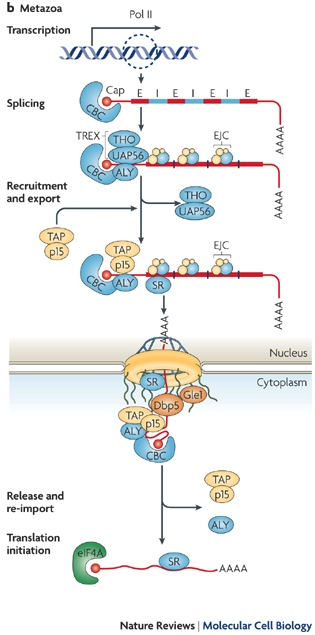 b Metazoa
Pol II
Transcription
Cap
E I E I E I E
Splicing
CBC
AAAA
TREX
THO
UAP56
EJC
CBC
ALY
AAAA
Recruitment
and export
THO
UAP56
TAP
p15
TAP
p15
EJC
CBC
ALY
SR
AAAA
AAAA
Nucleus
Cytoplasm
SR
Gle1
Dbp5
TAP
p15
ALY
CBC
TAP
p15
Release and
re-import
ALY
Translation
initiation
eIF4A
SR
AAAA
Nature Reviews | Molecular Cell Biology